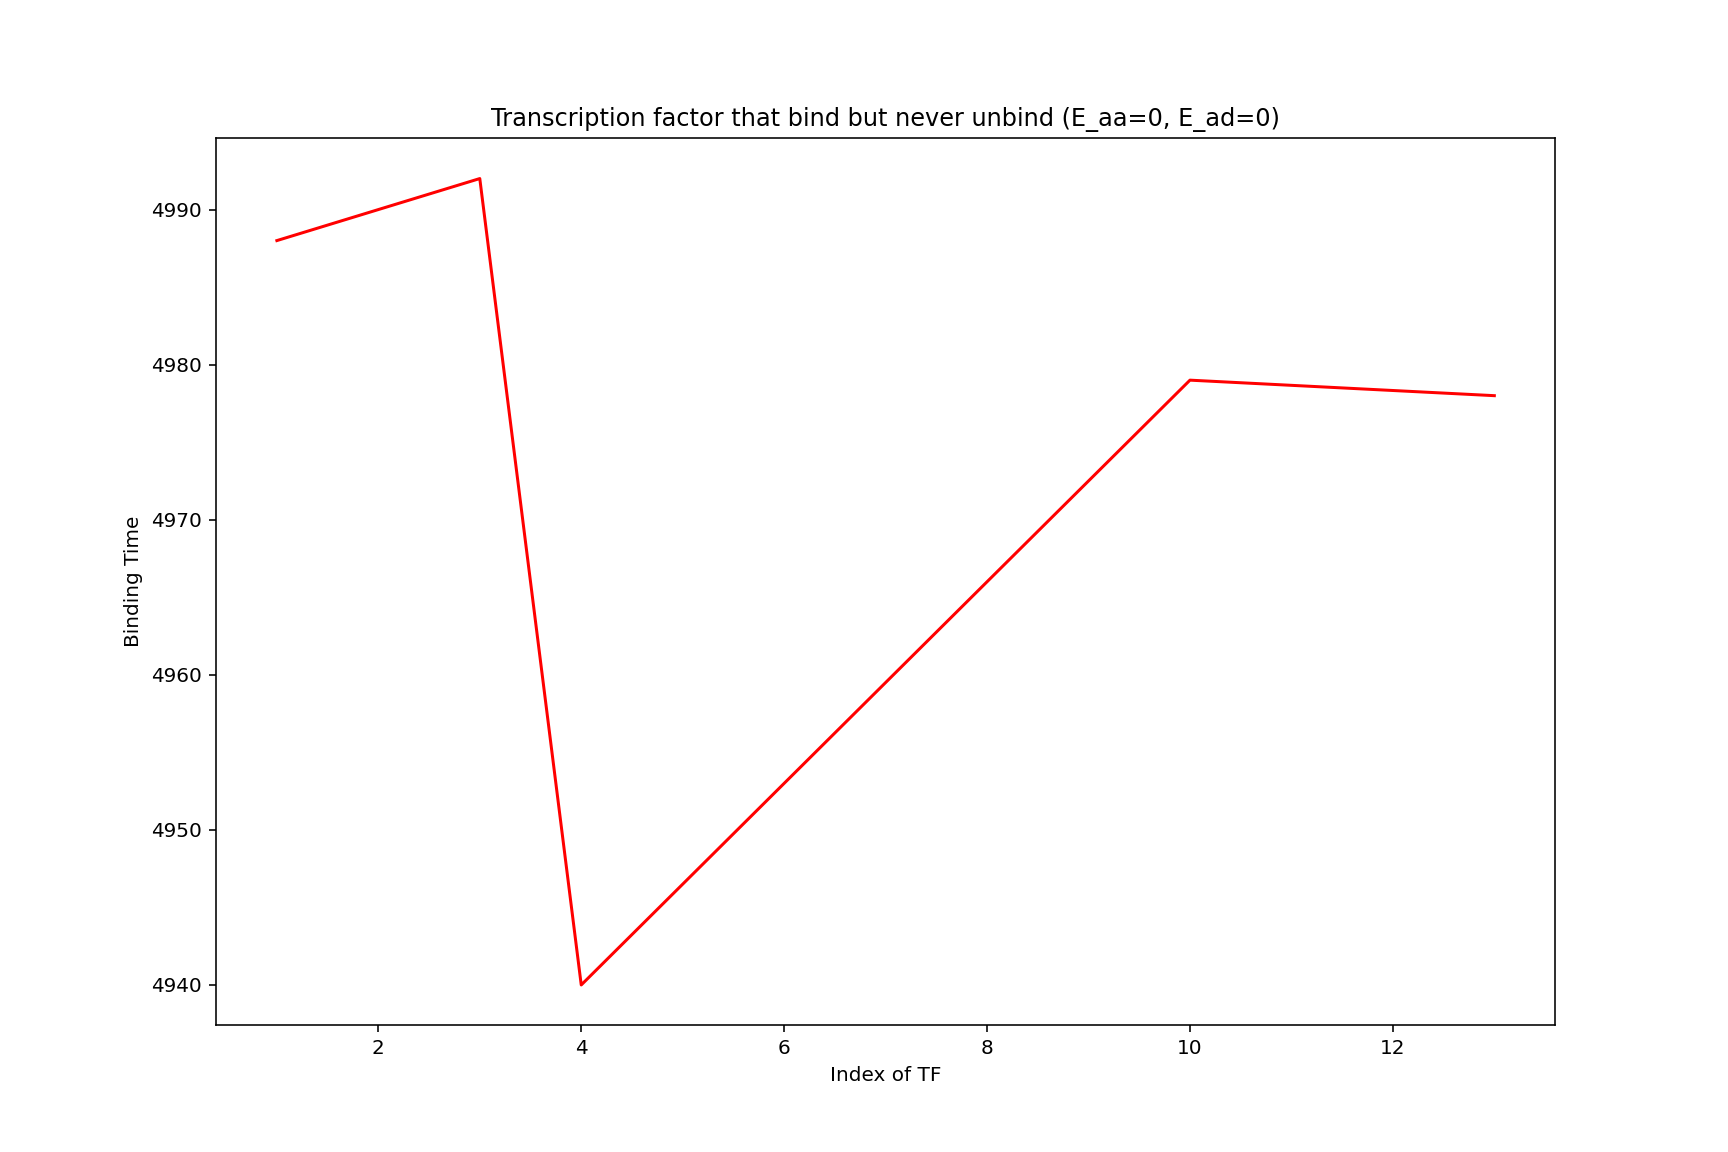 Transcription factor that bind but never unbind (E_aa=0, E_ad=0)
4990
4980
4970
4960
4950
4940
Binding Time
2 4 6 8 10 12
Index of TF